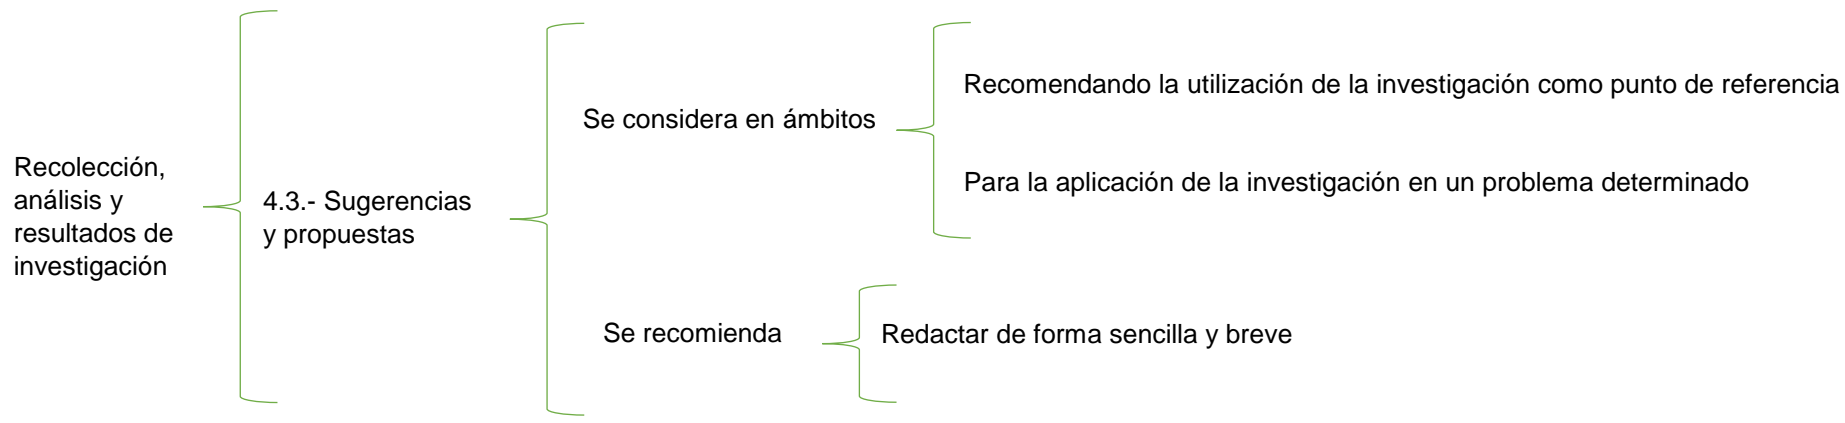 Recolección,
análisis y
resultados de
investigación
4.3.- Sugerencias
y propuestas
Se considera en ámbitos
Recomendando la utilización de la investigación como punto de referencia
Para la aplicación de la investigación en un problema determinado
Se recomienda
Redactar de forma sencilla y breve